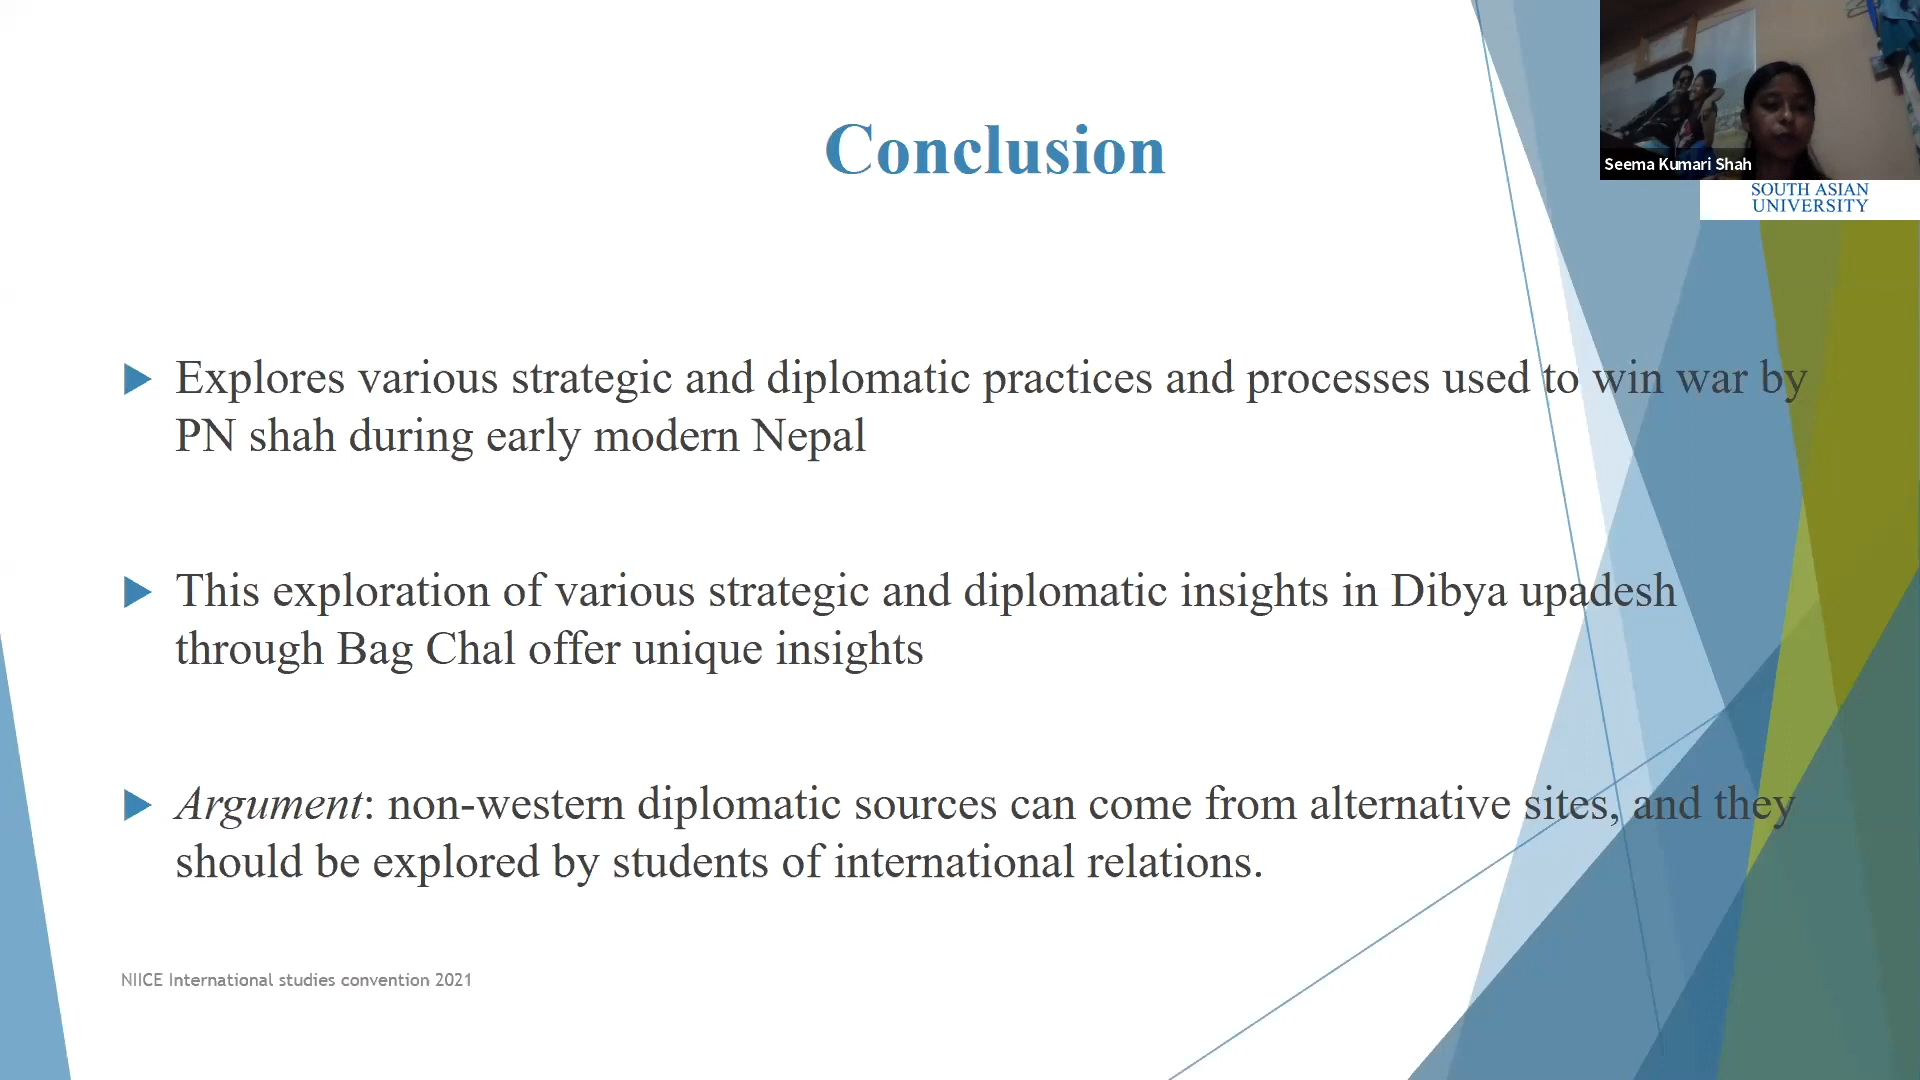 Conclusion
Seema Kumari Shah
SOUTH ASIAN
UNIVERSITY
Explores various strategic and diplomatic practices and processes used to win war by
PN shah during early modern Nepal
This exploration of various strategic and diplomatic insights in Dibya upadesh
through Bag Chal offer unique insights
Argument: non-western diplomatic sources can come from alternative sites, and they
should be explored by students of international relations.
NIICE International studies convention 2021